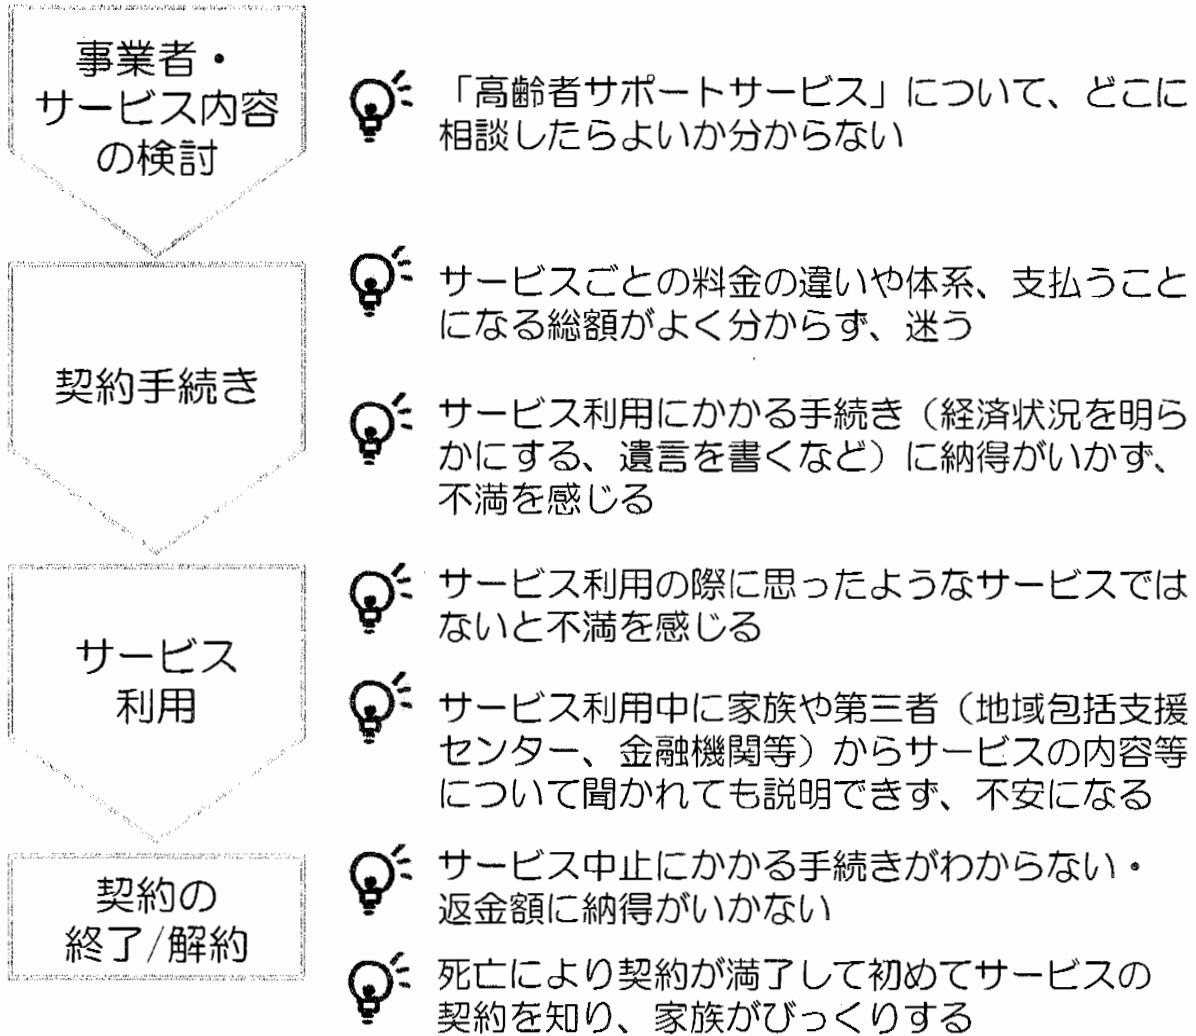 事業者・
サービス内容
の検討
「高齢者サポートサービス」について、どこに
相談したらよいか分からない
契約手続き
サービスごとの料金の違いや体系、支払うこと
になる総額がよく分からず、迷う
サービス利用にかかる手続き（経済状況を明ら
かにする、遺言を書くなど）に納得がいかず、
不満を感じる
サービス
利用
サービス利用の際に思ったようなサービスでは
ないと不満を感じる
サービス利用中に家族や第三者（地域包括支援
センター、金融機関等）からサービスの内容等
について聞かれても説明できず、不安になる
契約の
終了/解約
サービス中止にかかる手続きがわからない・
返金額に納得がいかない
死亡により契約が満了して初めてサービスの
契約を知り、家族がびっくりする